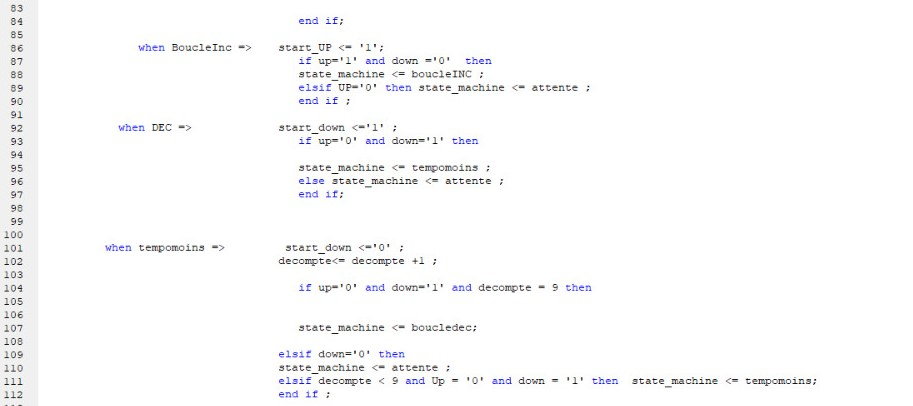 83
84 end if;
85
86 when BoucleInc => start_UP <= '1';
87 if up='1' and down ='0' then
88 state_machine <= boucleINC ;
89 elsif UP='0' then state_machine <= attente ;
90 end if ;
91
92 when DEC => start_down <='1' ;
93 if up='0' and down='1' then
94
95 state_machine <= tempomoins ;
96 else state_machine <= attente ;
97 end if;
98
99
100
101 when tempomoins => start_down <='0' ;
102 decompte<= decompte +1 ;
103
104 if up='0' and down='1' and decompte = 9 then
105
106
107 state_machine <= boucledec;
108
109 elsif down='0' then
110 state_machine <= attente ;
111 elsif decompte < 9 and Up = '0' and down = '1' then state_machine <= tempomoins;
112 end if ;